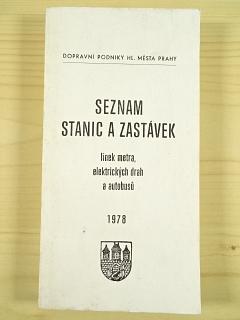 DOPRAVNÍ PODNIKY HL. MĚSTA PRAHY
SEZNAM
STANIC A ZASTÁVEK
linek metra,
elektrických drah
a autobusů
1978